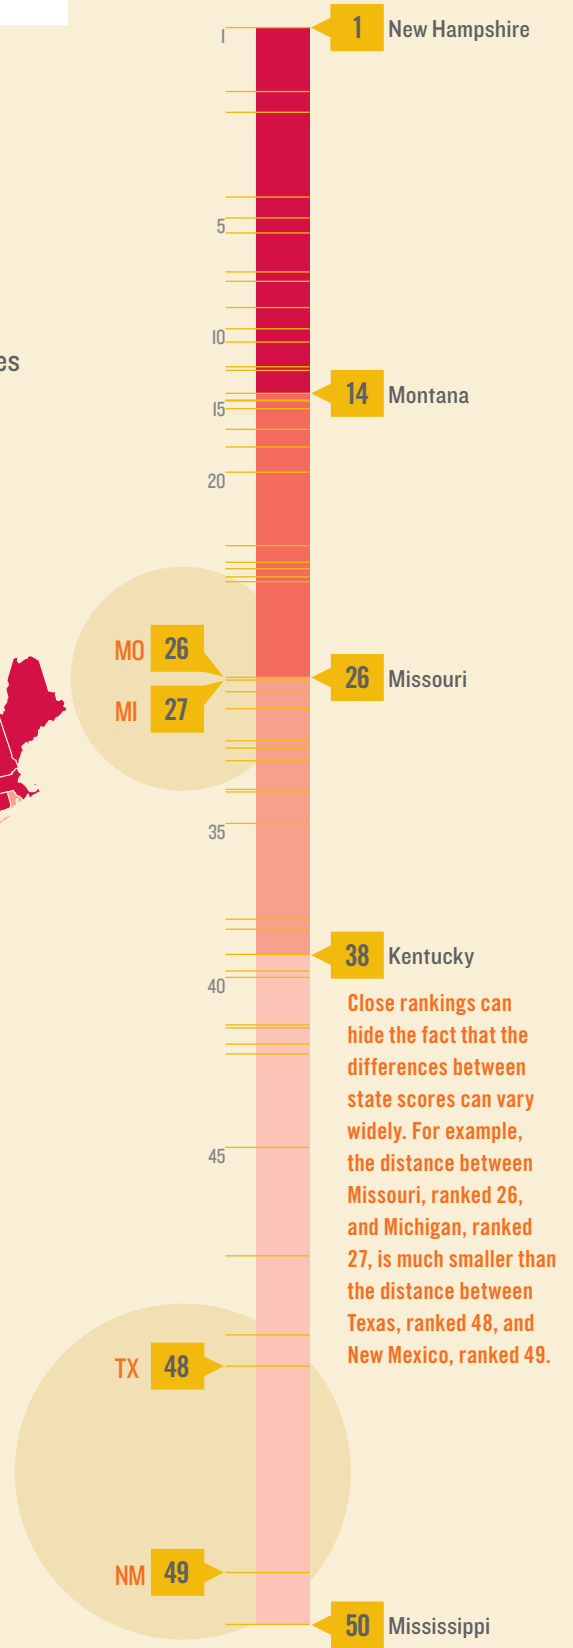 1
1 New Hampshire
5
10
es
14 Montana
15
20
MO 26
26 Missouri
MI 27
35
38 Kentucky
40
Close rankings can
hide the fact that the
differences between
state scores can vary
widely. For example,
the distance between
Missouri, ranked 26,
and Michigan, ranked
27, is much smaller than
the distance between
Texas, ranked 48, and
New Mexico, ranked 49.
45
TX 48
NM 49
50 Mississippi